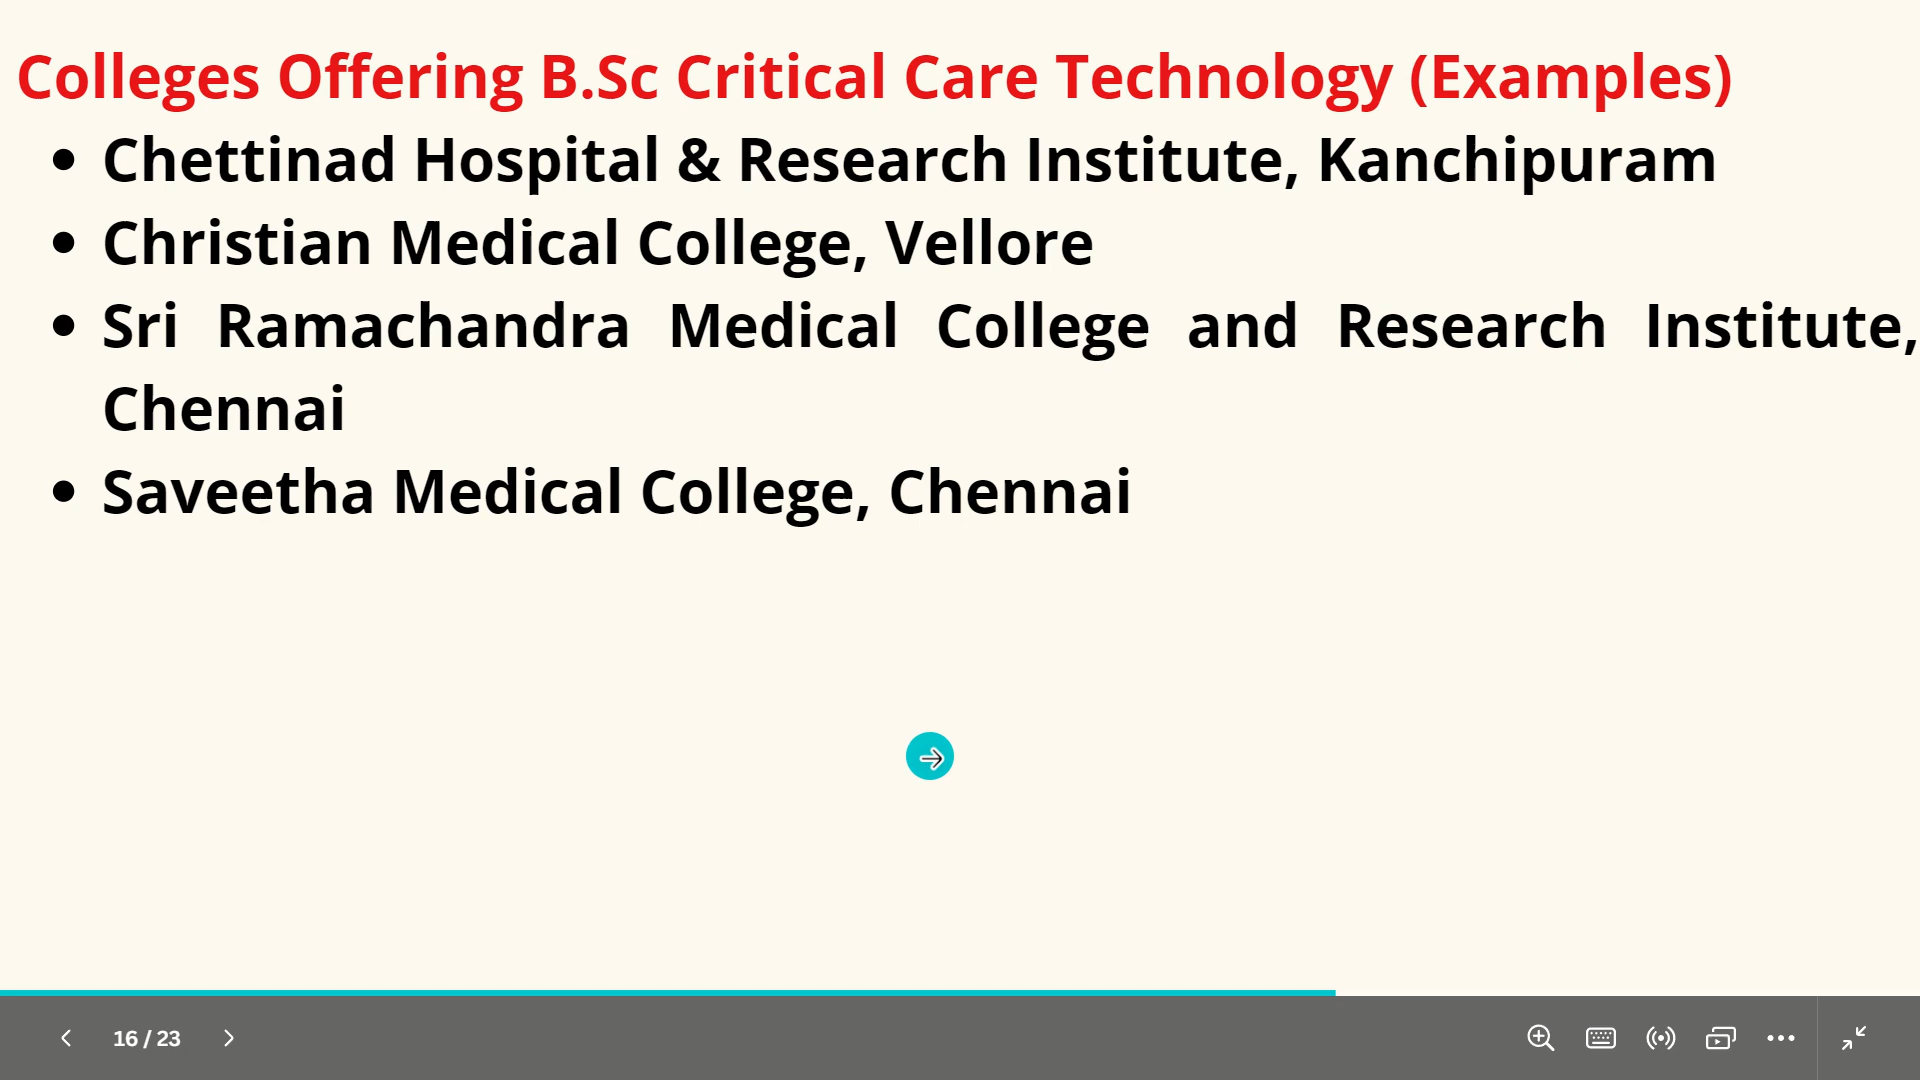 Colleges Offering B.Sc Critical Care Technology (Examples)
• Chettinad Hospital & Research Institute, Kanchipuram
• Christian Medical College, Vellore
• Sri Ramachandra Medical College and Research Institute,
Chennai
• Saveetha Medical College, Chennai
16 / 23